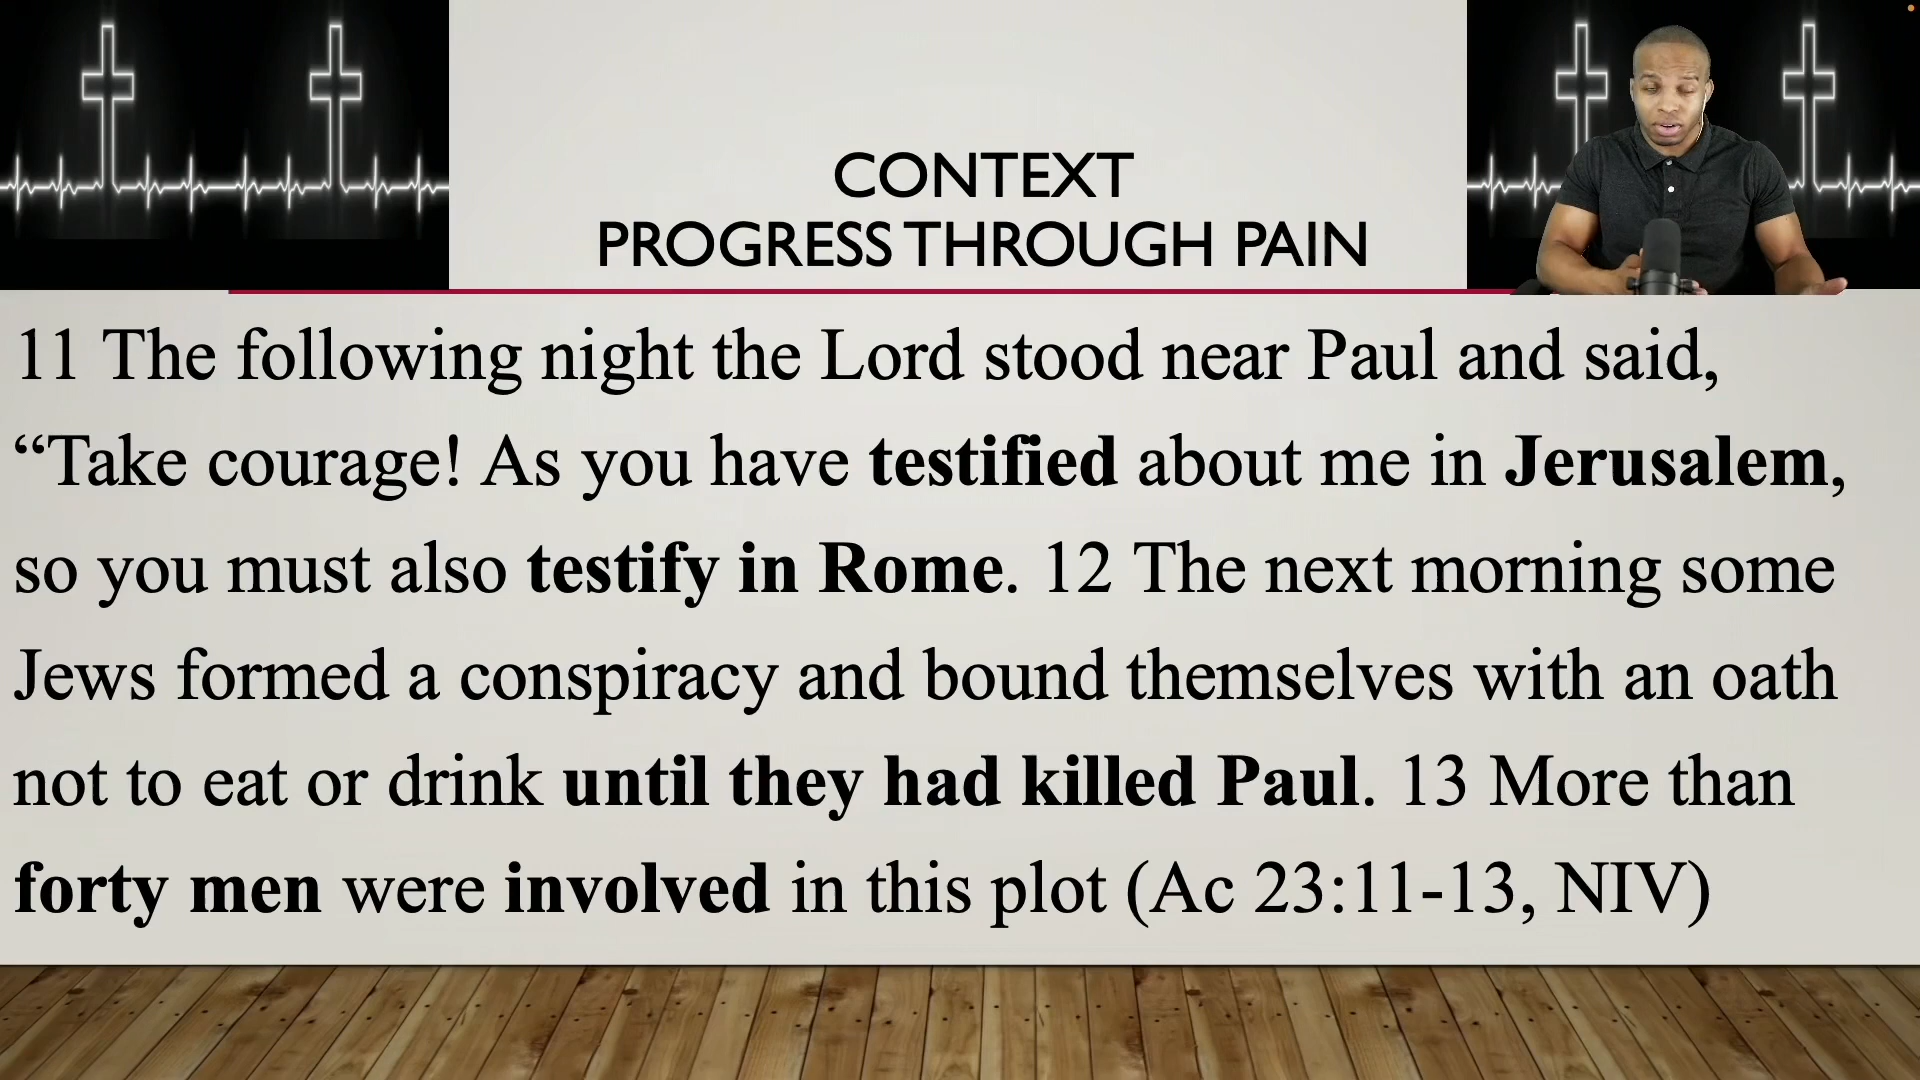 CONTEXT
PROGRESS THROUGH PAIN
11 The following night the Lord stood near Paul and said,
“Take courage! As you have testified about me in Jerusalem,
so you must also testify in Rome. 12 The next morning some
Jews formed a conspiracy and bound themselves with an oath
not to eat or drink until they had killed Paul. 13 More than
forty men were involved in this plot (Ac 23:11-13, NIV)